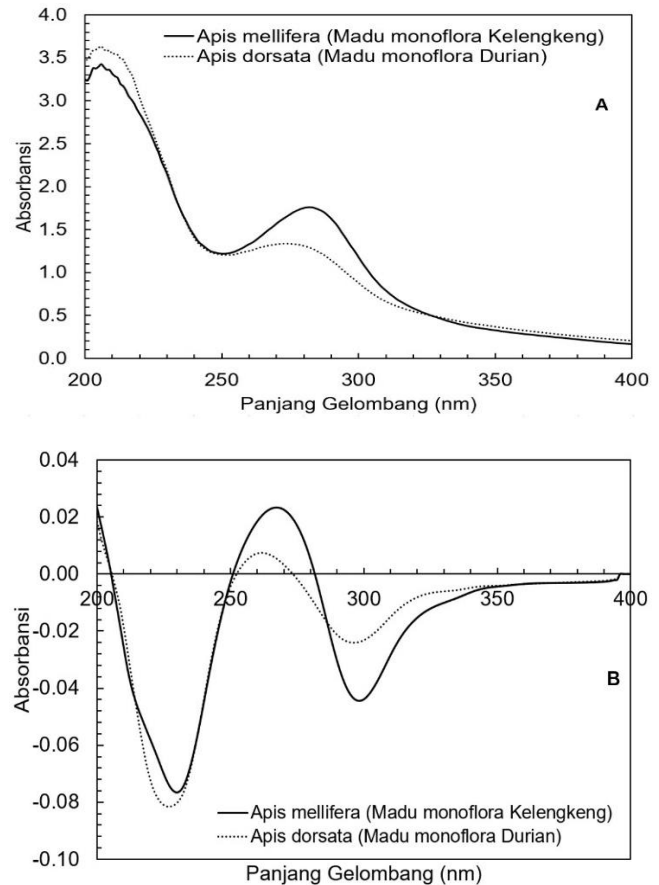 4.0
3.5
3.0
2.5
2.0
1.5
1.0
0.5
0.0
Absorbansi
Apis mellifera (Madu monoflora Kelengkeng)
Apis dorsata (Madu monoflora Durian)
A
200 250 300 350 400
Panjang Gelombang (nm)
0.04
0.02
0.00
-0.02
-0.04
-0.06
-0.08
-0.10
Absorbansi
200 250 300 350 400
B
Apis mellifera (Madu monoflora Kelengkeng)
Apis dorsata (Madu monoflora Durian)
Panjang Gelombang (nm)